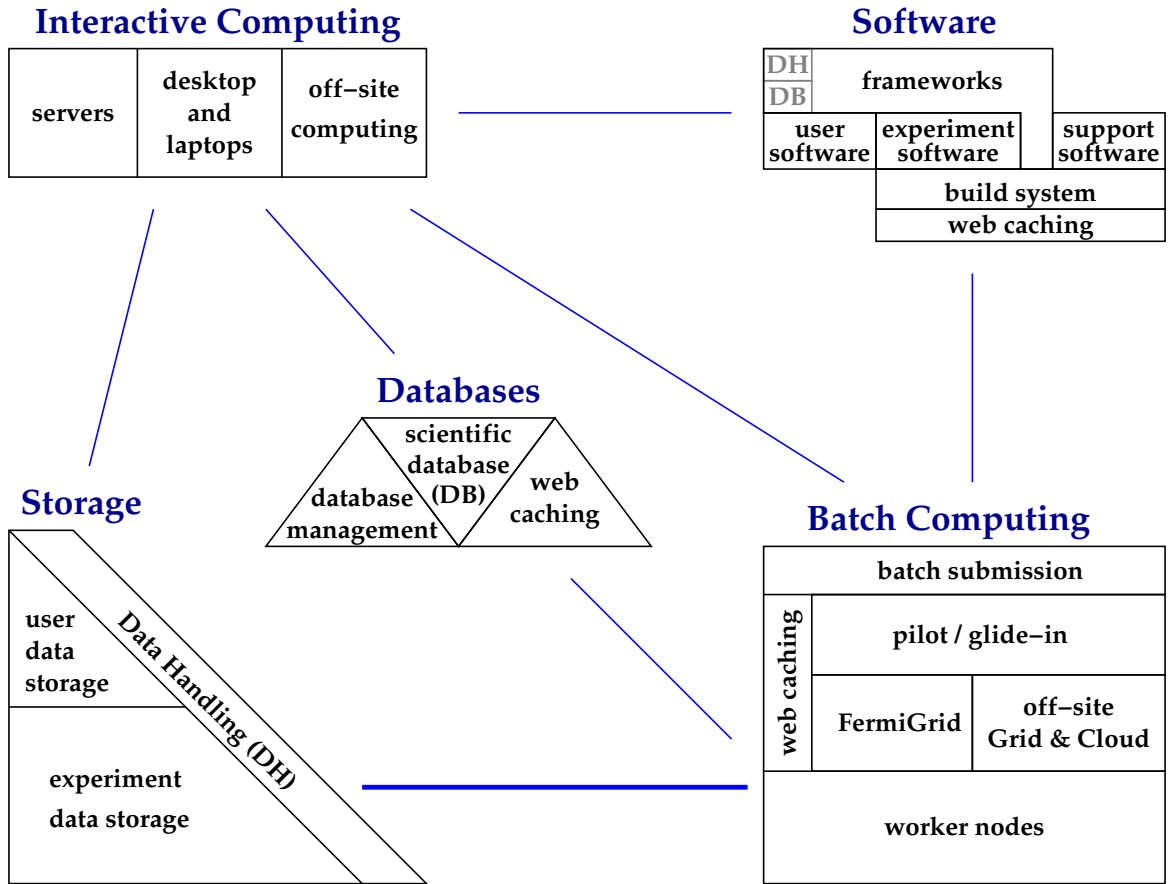 Interactive Computing
servers
desktop
and
laptops
off−site
computing
Software
DH
DB
frameworks
user
software
experiment
software
support
software
build system
web caching
Databases
scientific
database
(DB)
database
management
web
caching
Storage
user
data
storage
Data Handling (DH)
experiment
data storage
Batch Computing
batch submission
web caching
pilot / glide−in
FermiGrid
off−site
Grid & Cloud
worker nodes